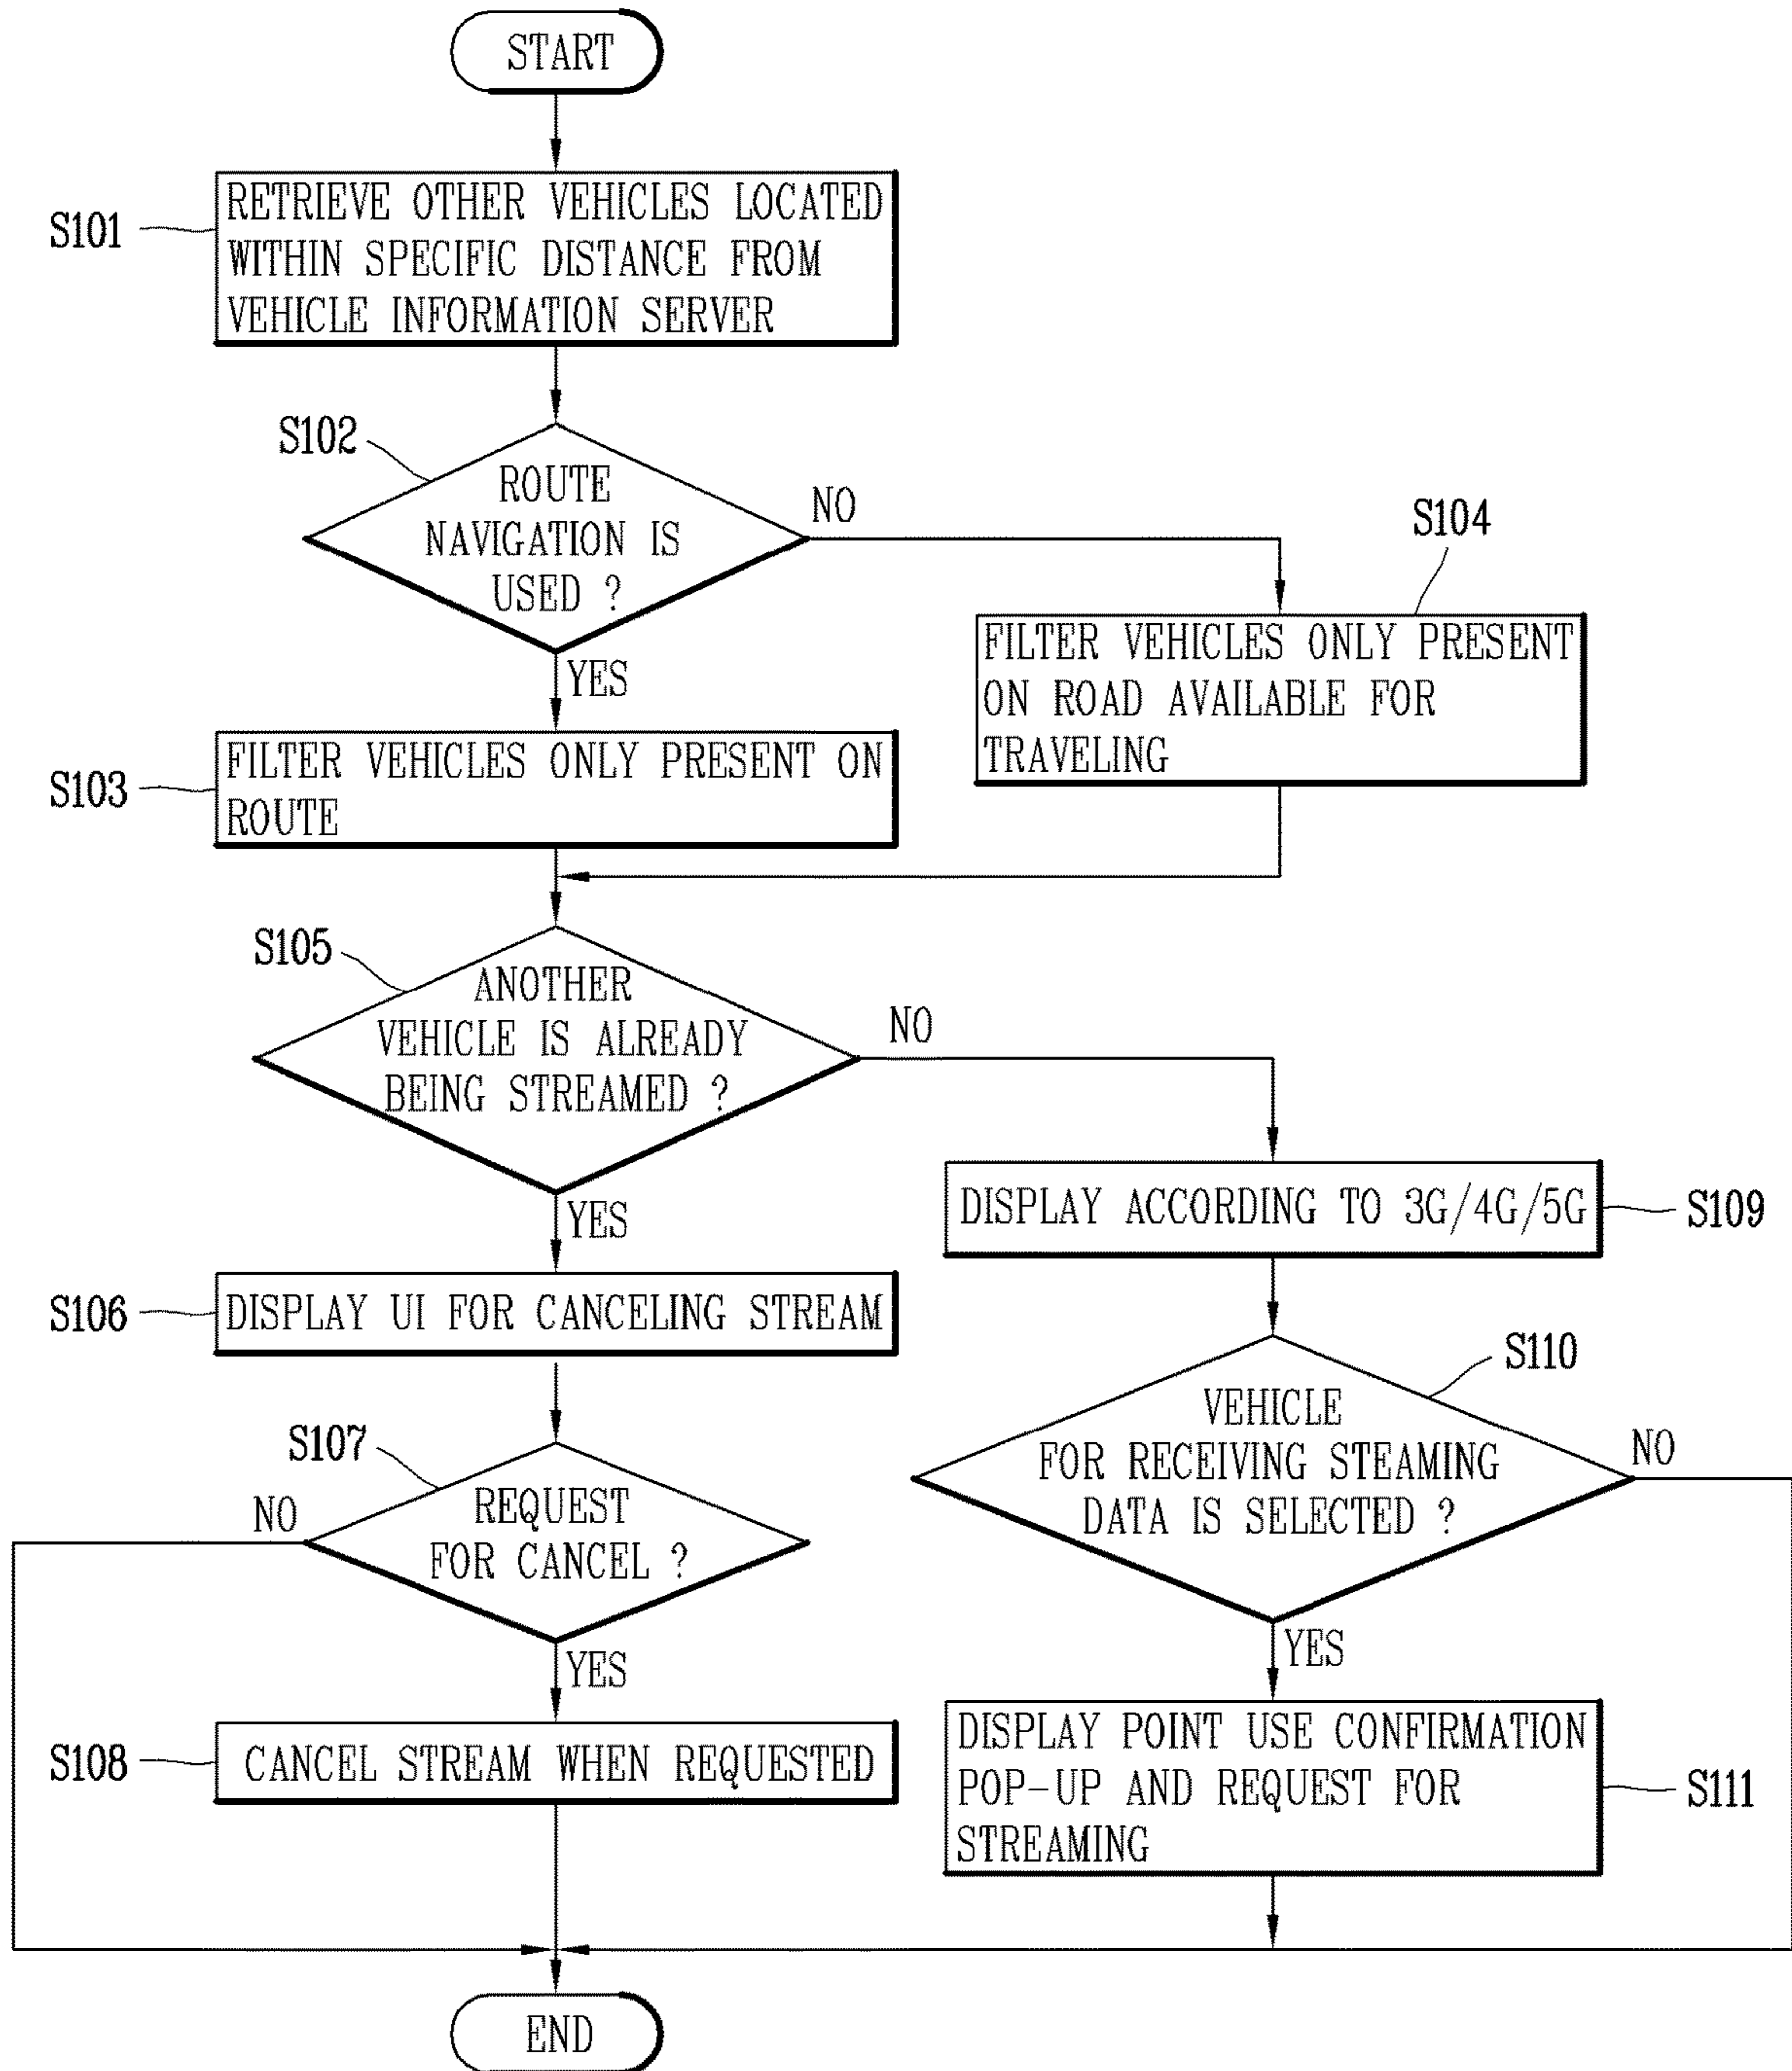 START
S101
RETRIEVE OTHER VEHICLES LOCATED
WITHIN SPECIFIC DISTANCE FROM
VEHICLE INFORMATION SERVER
S102
ROUTE
NAVIGATION IS
USED ?
NO
YES
S104
FILTER VEHICLES ONLY PRESENT
ON ROAD AVAILABLE FOR
TRAVELING
S103
FILTER VEHICLES ONLY PRESENT ON
ROUTE
S105
ANOTHER
VEHICLE IS ALREADY
BEING STREAMED ?
NO
YES
S106
DISPLAY UI FOR CANCELING STREAM
S107
REQUEST
FOR CANCEL ?
NO
YES
S108
CANCEL STREAM WHEN REQUESTED
DISPLAY ACCORDING TO 3G/4G/5G
S109
S110
VEHICLE
FOR RECEIVING STEAMING
DATA IS SELECTED ?
NO
YES
DISPLAY POINT USE CONFIRMATION
POP-UP AND REQUEST FOR
STREAMING
S111
END